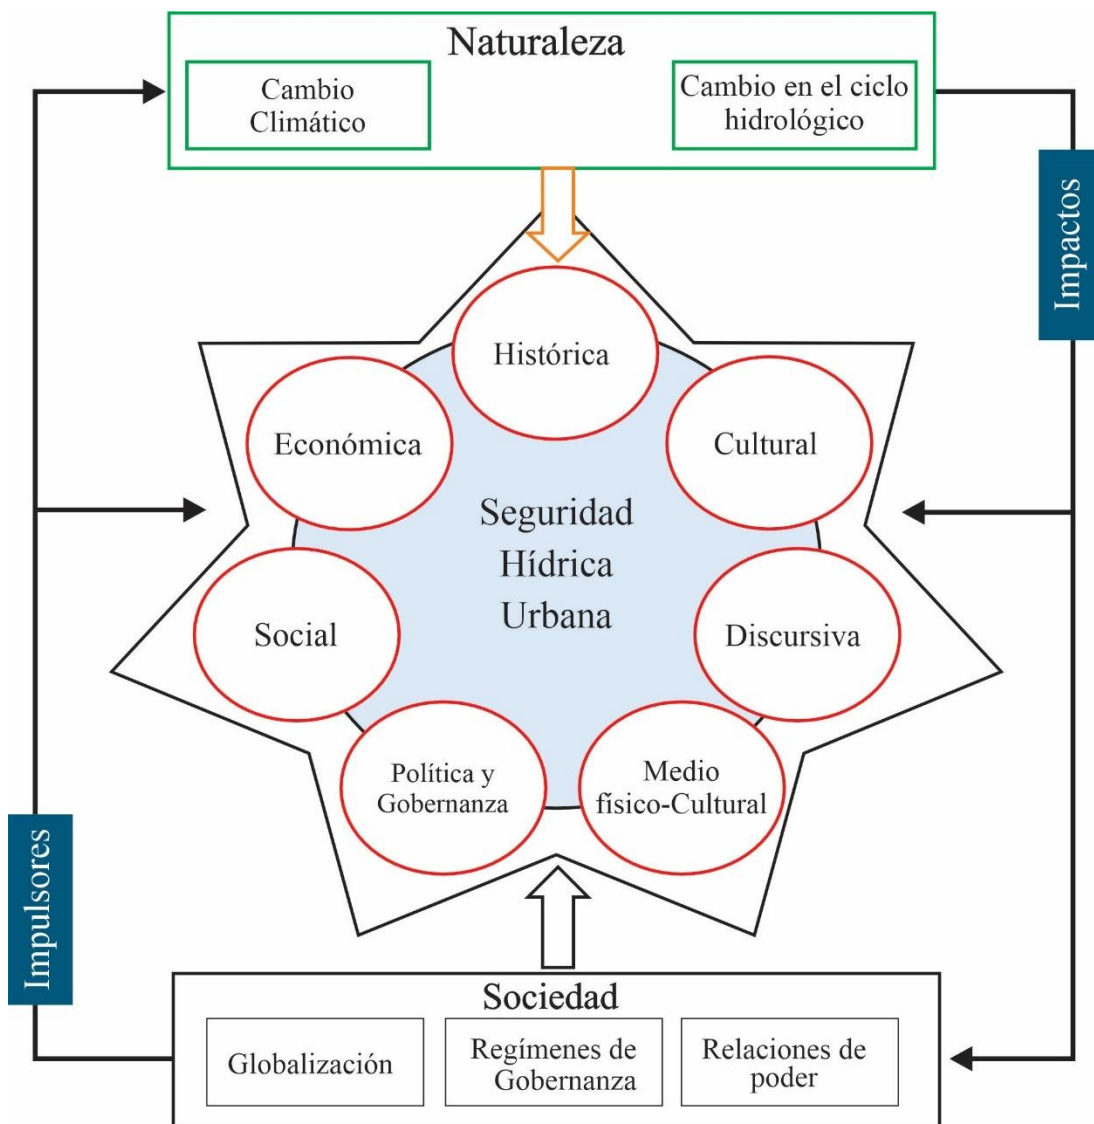 Naturaleza
Cambio
Climático
Cambio en el ciclo
hidrológico
Impactos
Histórica
Económica
Cultural
Seguridad
Hídrica
Urbana
Social
Discursiva
Política y
Gobernanza
Medio
físico-Cultural
Impulsores
Sociedad
Globalización
Regímenes de
Gobernanza
Relaciones de
poder